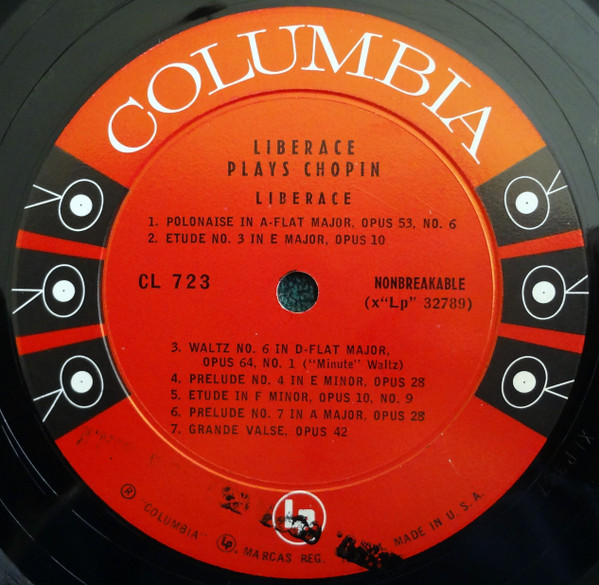 COLUMBIA
LIBERACE
PLAYS CHOPIN
LIBERACE
1. POLONAISE IN A-FLAT MAJOR, OPUS 53, NO. 6
2. ETUDE NO. 3 IN E MAJOR, OPUS 10
CL 723
NONBREAKABLE
(x"Lp" 32789)
3. WALTZ NO. 6 IN D-FLAT MAJOR,
OPUS 64, NO. 1 ("Minute" Waltz)
4. PRELUDE NO. 4 IN E MINOR, OPUS 28
5. ETUDE IN F MINOR, OPUS 10, NO. 9
6. PRELUDE NO. 7 IN A MAJOR, OPUS 28
7. GRANDE VALSE, OPUS 42
Lp
® "COLUMBIA" Lp, MARCAS REG. MADE IN U.S.A.